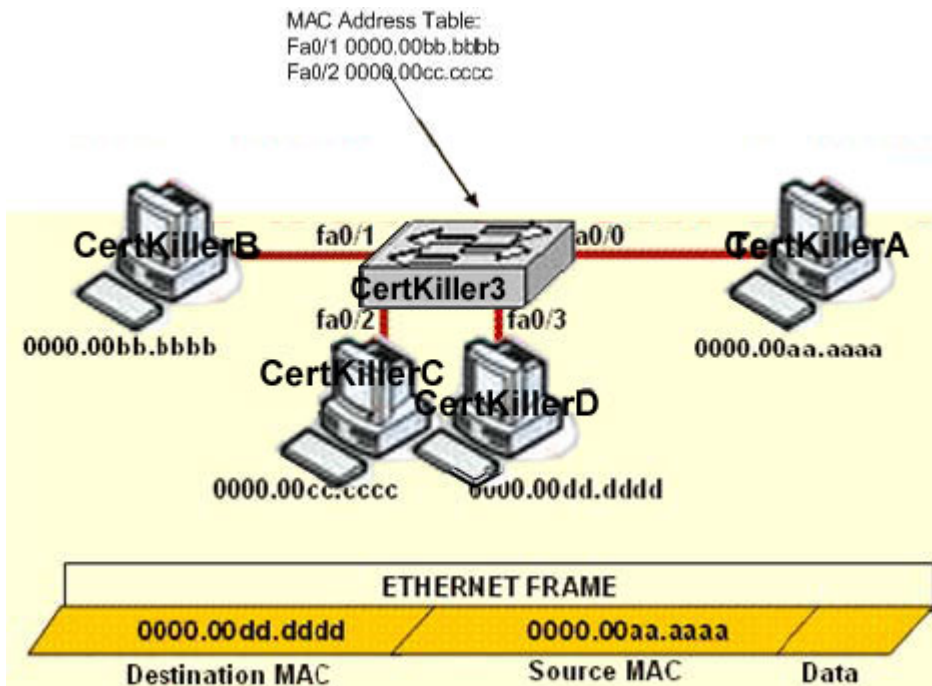 MAC Address Table:
Fa0/1 0000.00bb.bbbb
Fa0/2 0000.00cc.cccc
CertKillerB
fa0/1
a0/0
CertKillerA
CertKiller3
fa0/2
fa0/3
0000.00bb.bbbb
0000.00aa.aaaa
CertKillerC
CertKillerD
0000.00cc.cccc
0000.00dd.dddd
ETHERNET FRAME
0000.00dd.dddd
0000.00aa.aaaa
Destination MAC
Source MAC
Data